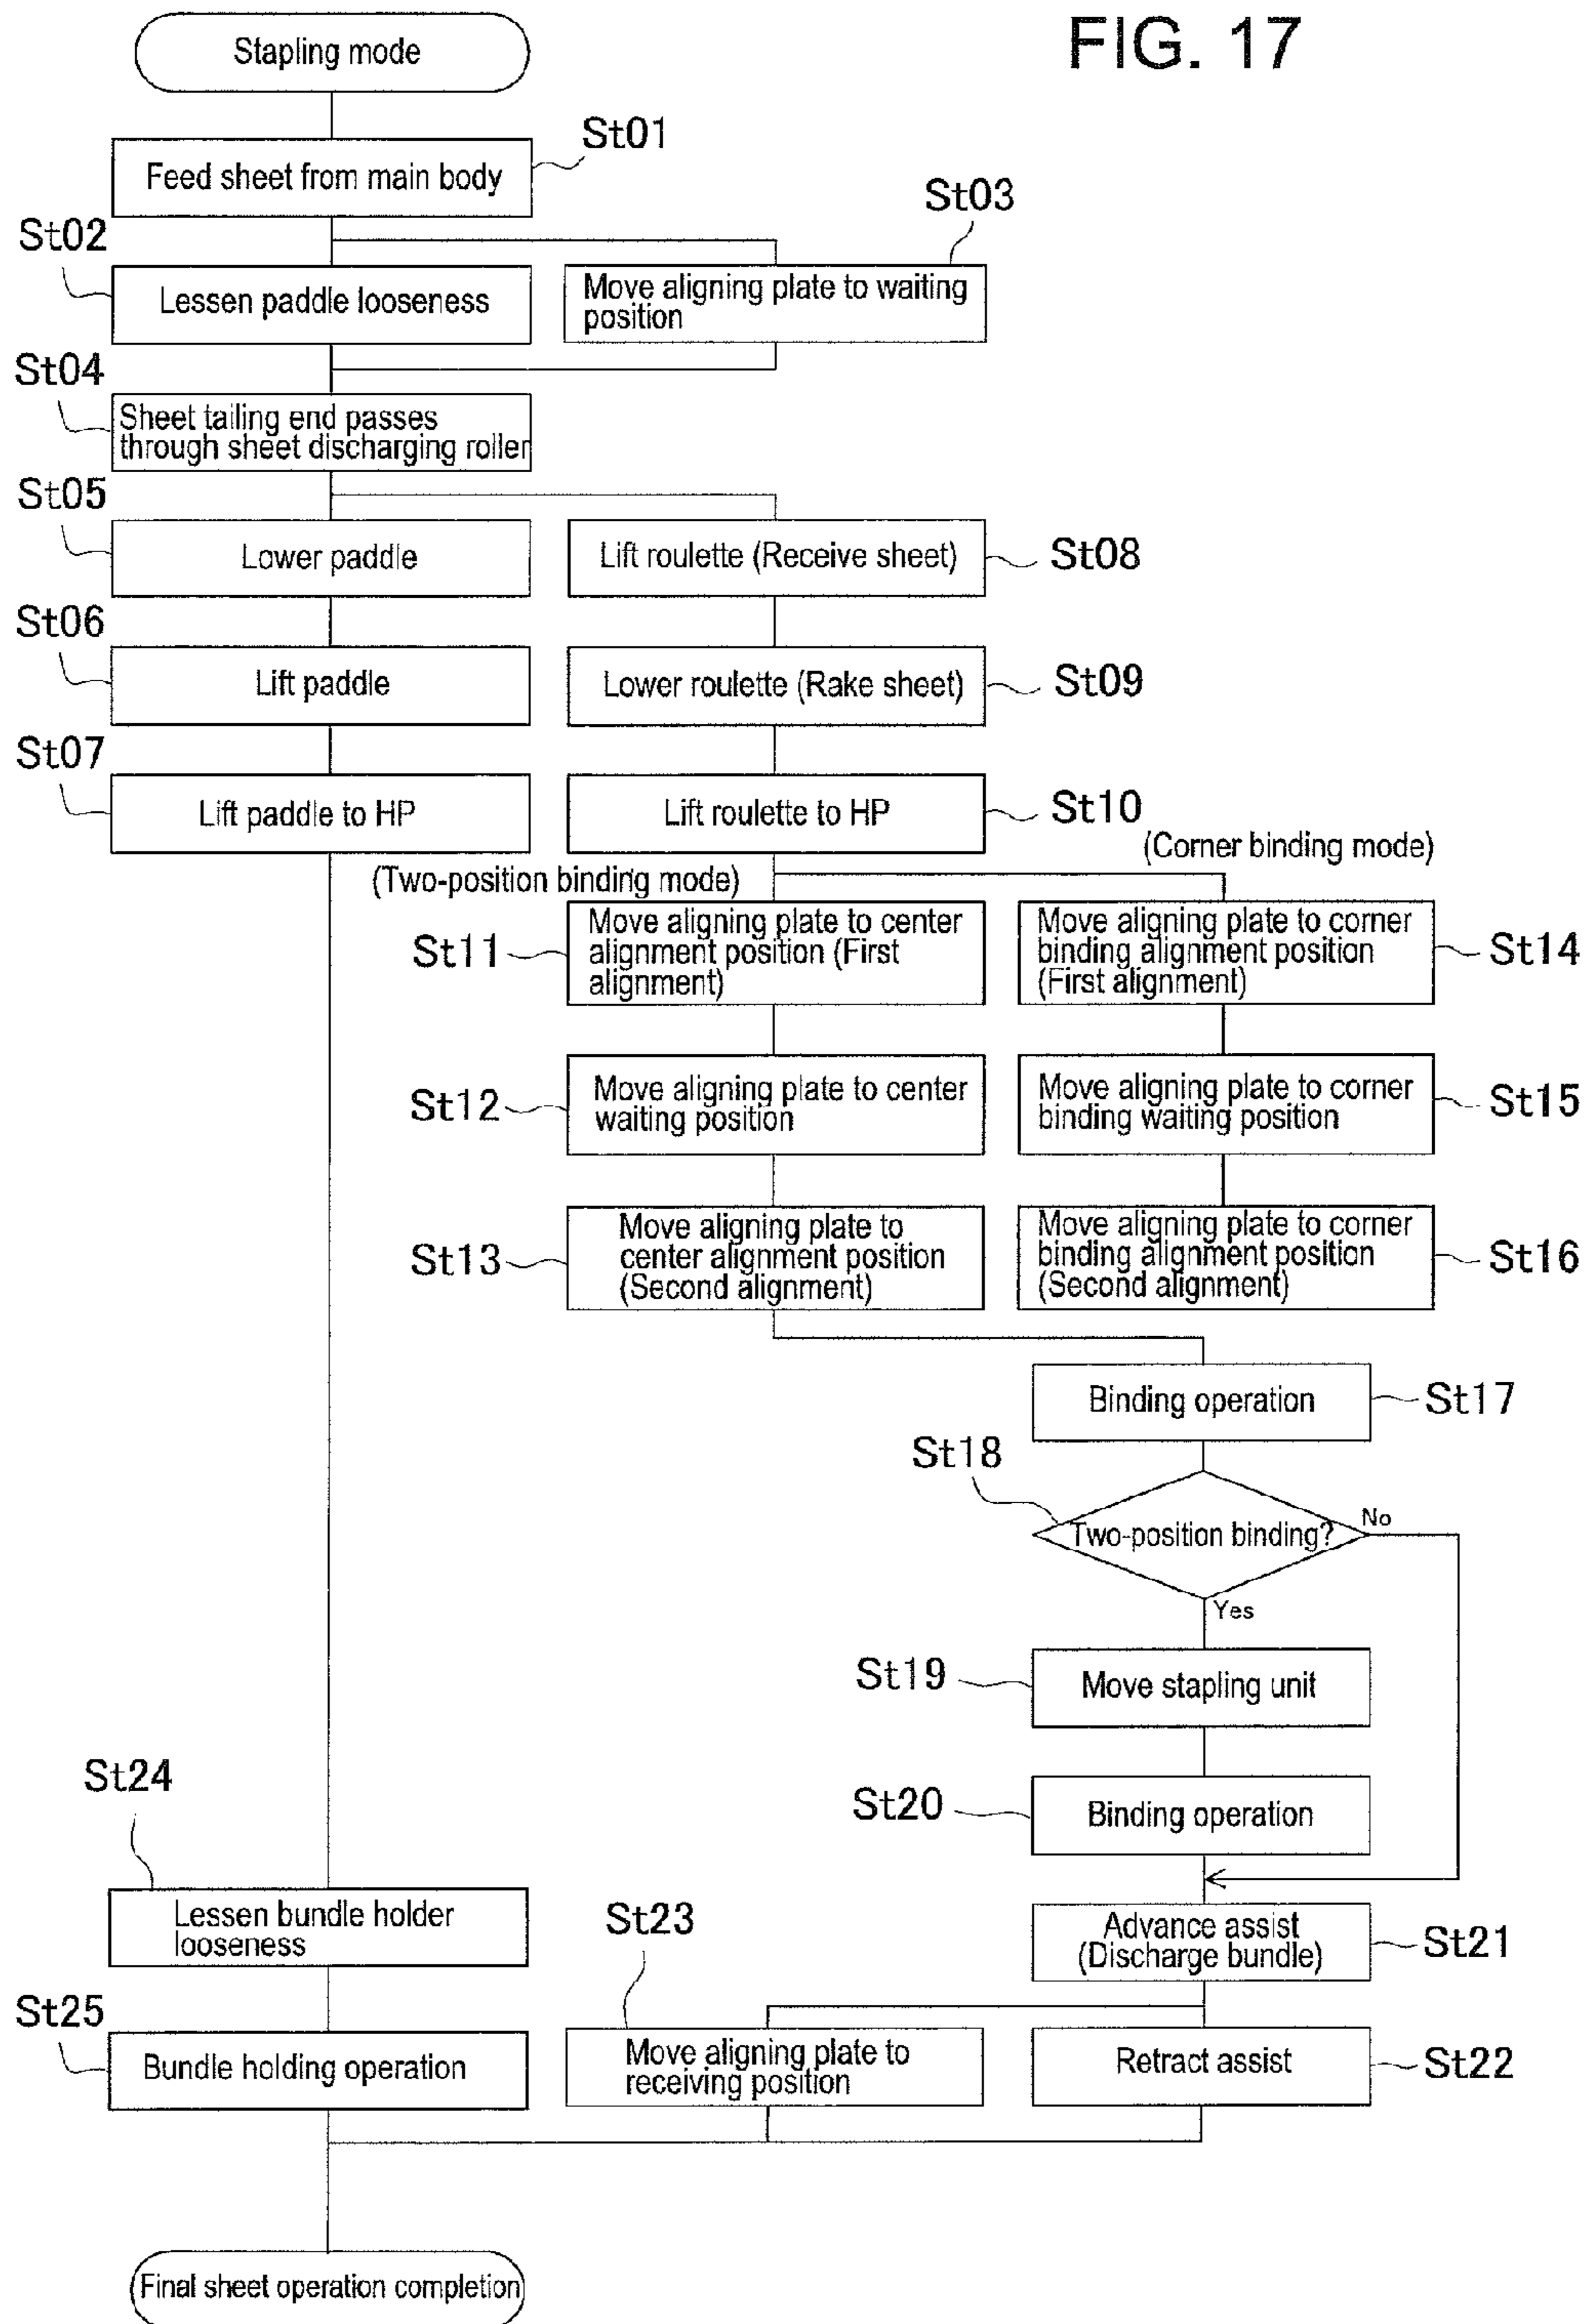 FIG. 17
Stapling mode
St01
Feed sheet from main body
St02
St03
Lessen paddle looseness
Move aligning plate to waiting
position
St04
Sheet tailing end passes
through sheet discharging roller
St05
Lower paddle
Lift roulette (Receive sheet)
St08
St06
Lift paddle
Lower roulette (Rake sheet)
St09
St07
Lift paddle to HP
Lift roulette to HP
St10
(Corner binding mode)
(Two-position binding mode)
St11
Move aligning plate to center
alignment position (First
alignment)
Move aligning plate to corner
binding alignment position
(First alignment)
St14
St12
Move aligning plate to center
waiting position
Move aligning plate to corner
binding waiting position
St15
St13
Move aligning plate to
center alignment position
(Second alignment)
Move aligning plate to corner
binding alignment position
(Second alignment)
St16
Binding operation
St17
St18
Two-position binding?
No
Yes
St19
Move stapling unit
St20
Binding operation
St24
Lessen bundle holder
looseness
St23
Advance assist
(Discharge bundle)
St21
St25
Bundle holding operation
Move aligning plate to
receiving position
Retract assist
St22
Final sheet operation completion